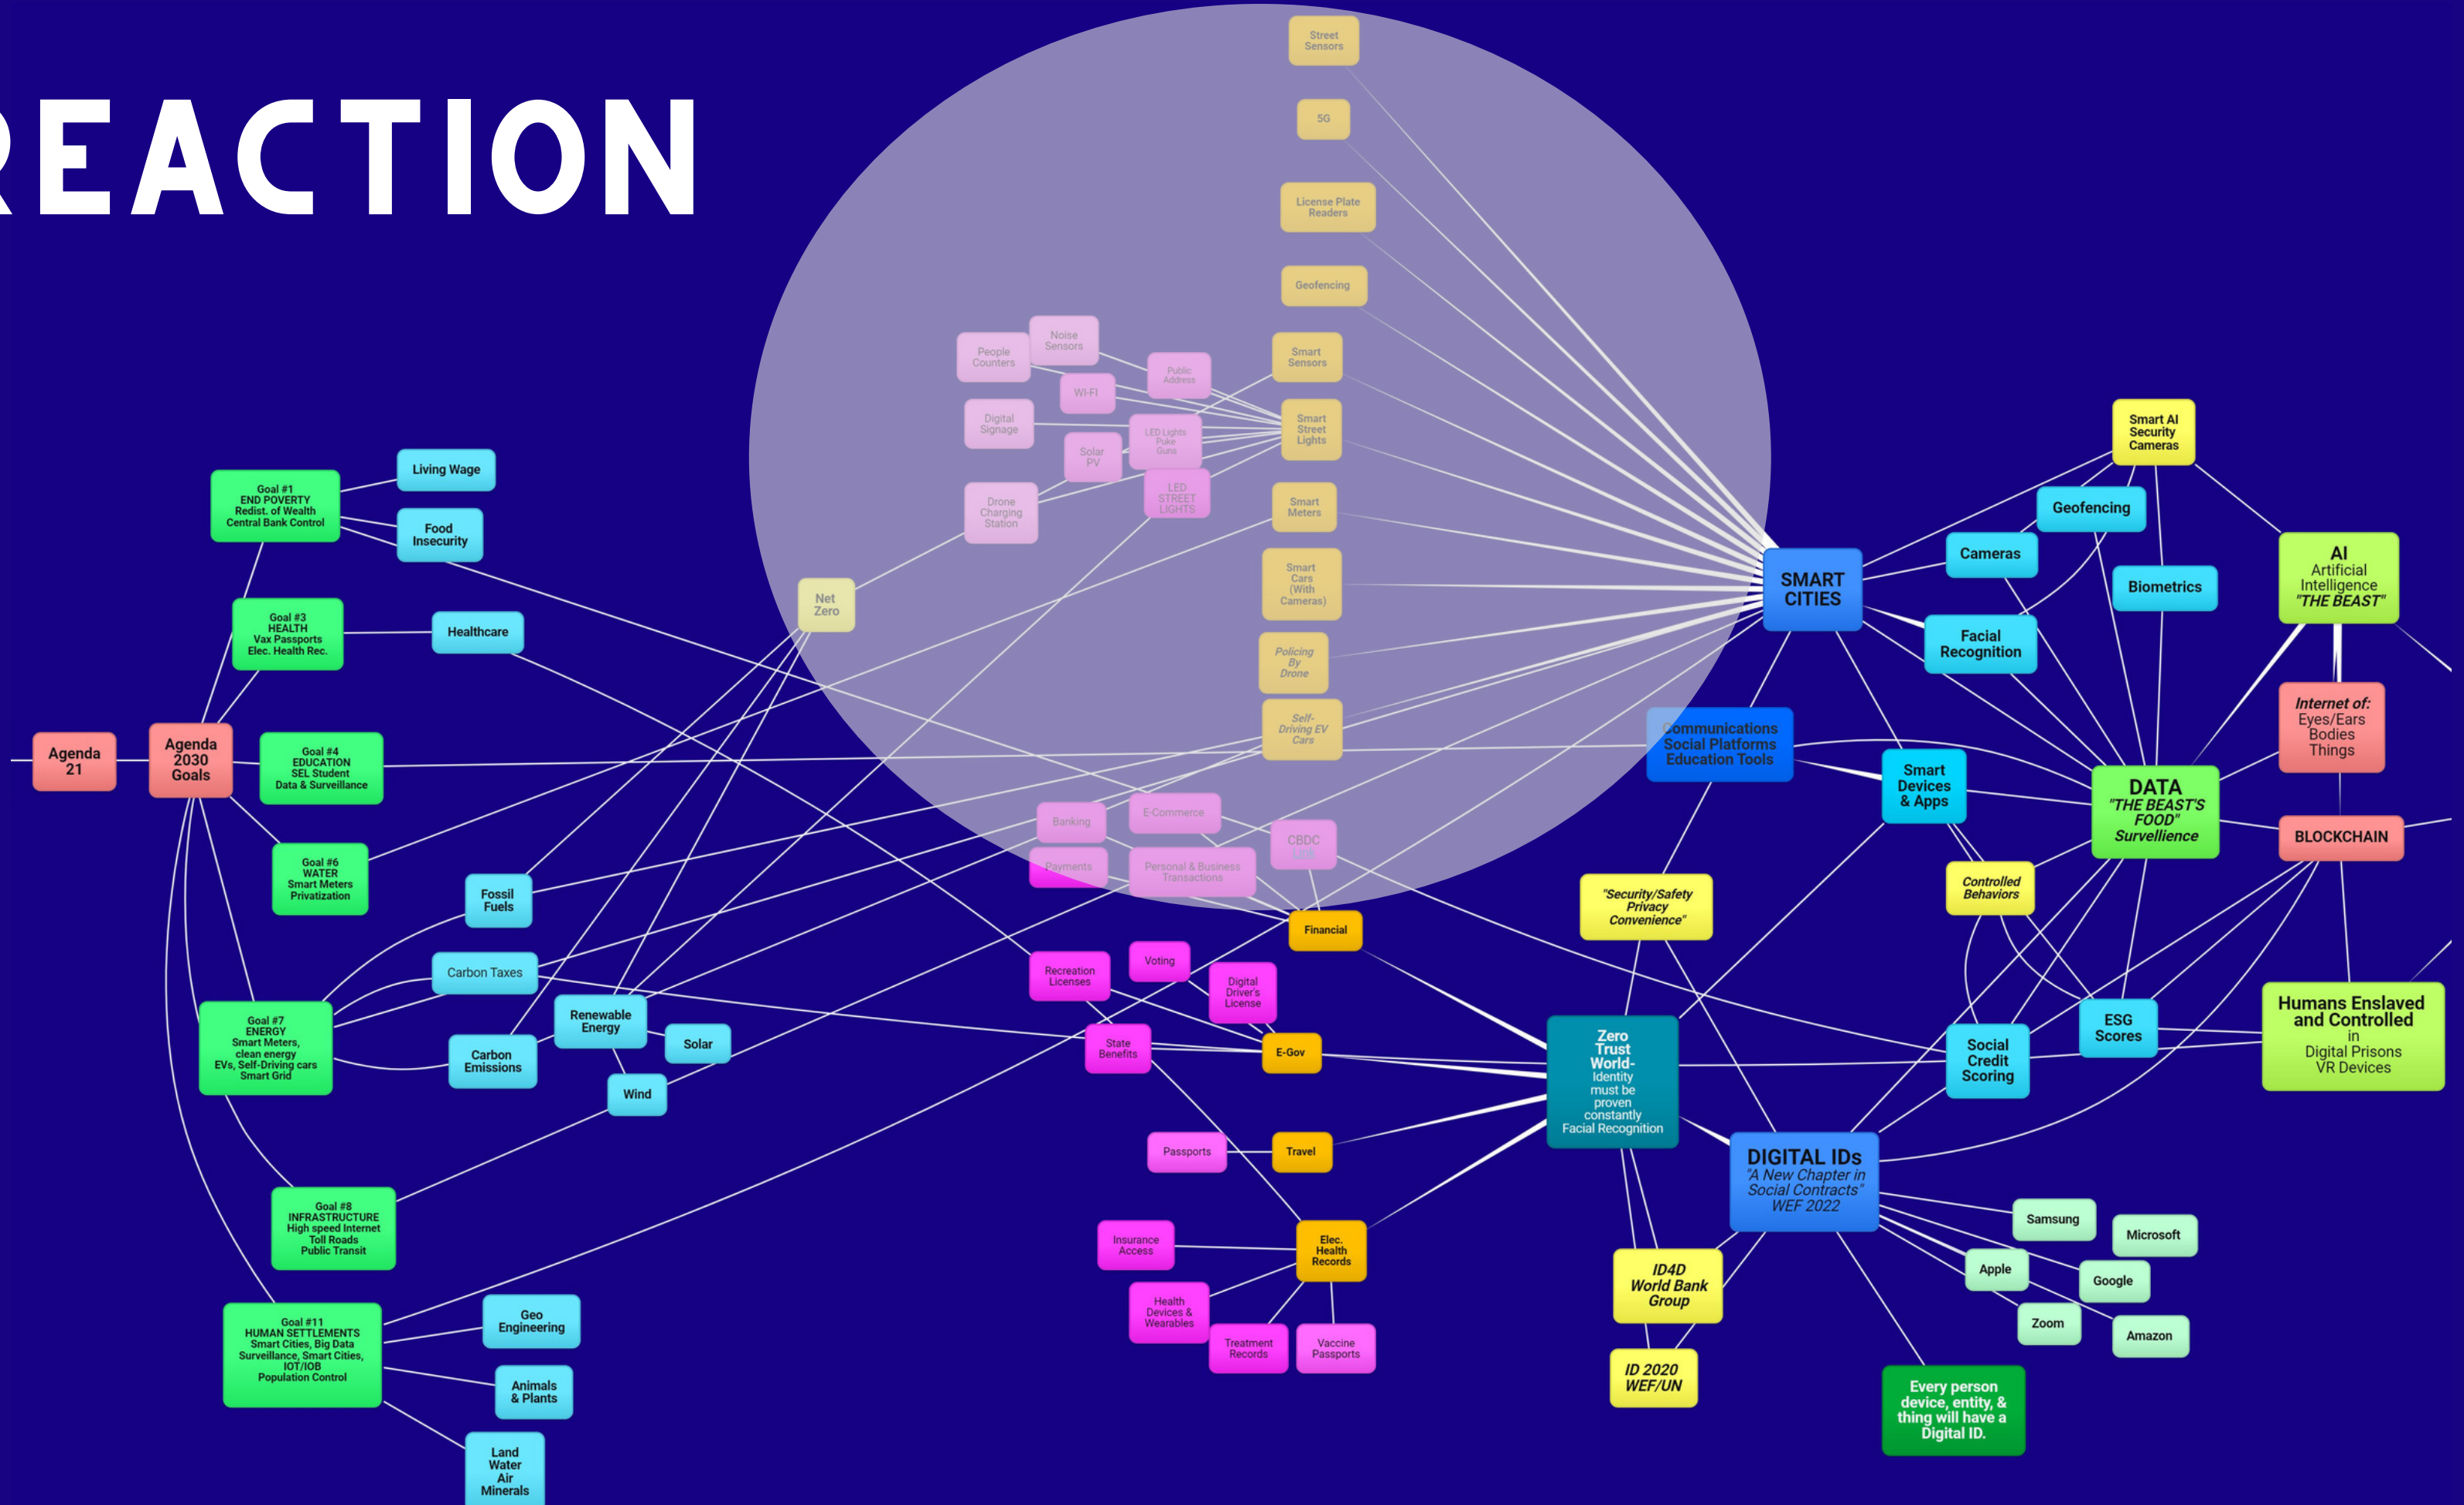 REACTION
Street
Sensors
5G
License Plate
Readers
Geofencing
Smart
Sensors
Smart
Street
Lights
Smart
Meters
Smart
Cars
(With
Cameras)
Policing
By
Drone
Self-
Driving EV
Cars
Noise
Sensors
People
Counters
Public
Address
WI-FI
Digital
Signage
LED Lights
Puke
Guns
Solar
PV
LED
STREET
LIGHTS
Drone
Charging
Station
Net
Zero
Agenda
21
Agenda
2030
Goals
Goal #1
END POVERTY
Redist. of Wealth
Central Bank Control
Living Wage
Food
Insecurity
Goal #3
HEALTH
Vax Passports
Elec. Health Rec.
Healthcare
Goal #4
EDUCATION
SEL Student
Data & Surveillance
Goal #6
WATER
Smart Meters
Privatization
Goal #7
ENERGY
Smart Meters,
clean energy
EVs, Self-Driving cars
Smart Grid
Fossil
Fuels
Carbon Taxes
Carbon
Emissions
Renewable
Energy
Solar
Wind
Goal #8
INFRASTRUCTURE
High speed Internet
Toll Roads
Public Transit
Goal #11
HUMAN SETTLEMENTS
Smart Cities, Big Data
Surveillance, Smart Cities,
IOT/IOB
Population Control
Geo
Engineering
Animals
& Plants
Land
Water
Air
Minerals
Banking
E-Commerce
CBDC
Payments
Personal & Business
Transactions
Financial
Recreation
Licenses
Voting
Digital
Driver's
License
State
Benefits
E-Gov
Passports
Travel
Insurance
Access
Elec.
Health
Records
Health
Devices &
Wearables
Treatment
Records
Vaccine
Passports
SMART
CITIES
Communications
Social Platforms
Education Tools
"Security/Safety
Privacy
Convenience"
Zero
Trust
World-
Identity
must be
proven
constantly
Facial Recognition
ID4D
World Bank
Group
ID 2020
WEF/UN
DIGITAL IDs
"A New Chapter in
Social Contracts"
WEF 2022
Samsung
Microsoft
Apple
Google
Zoom
Amazon
Every person
device, entity, &
thing will have a
Digital ID.
Smart AI
Security
Cameras
Geofencing
Cameras
Biometrics
Facial
Recognition
AI
Artificial
Intelligence
"THE BEAST"
Internet of:
Eyes/Ears
Bodies
Things
Smart
Devices
& Apps
DATA
"THE BEAST'S
FOOD"
Survellience
BLOCKCHAIN
Controlled
Behaviors
Social
Credit
Scoring
ESG
Scores
Humans Enslaved
and Controlled
in
Digital Prisons
VR Devices